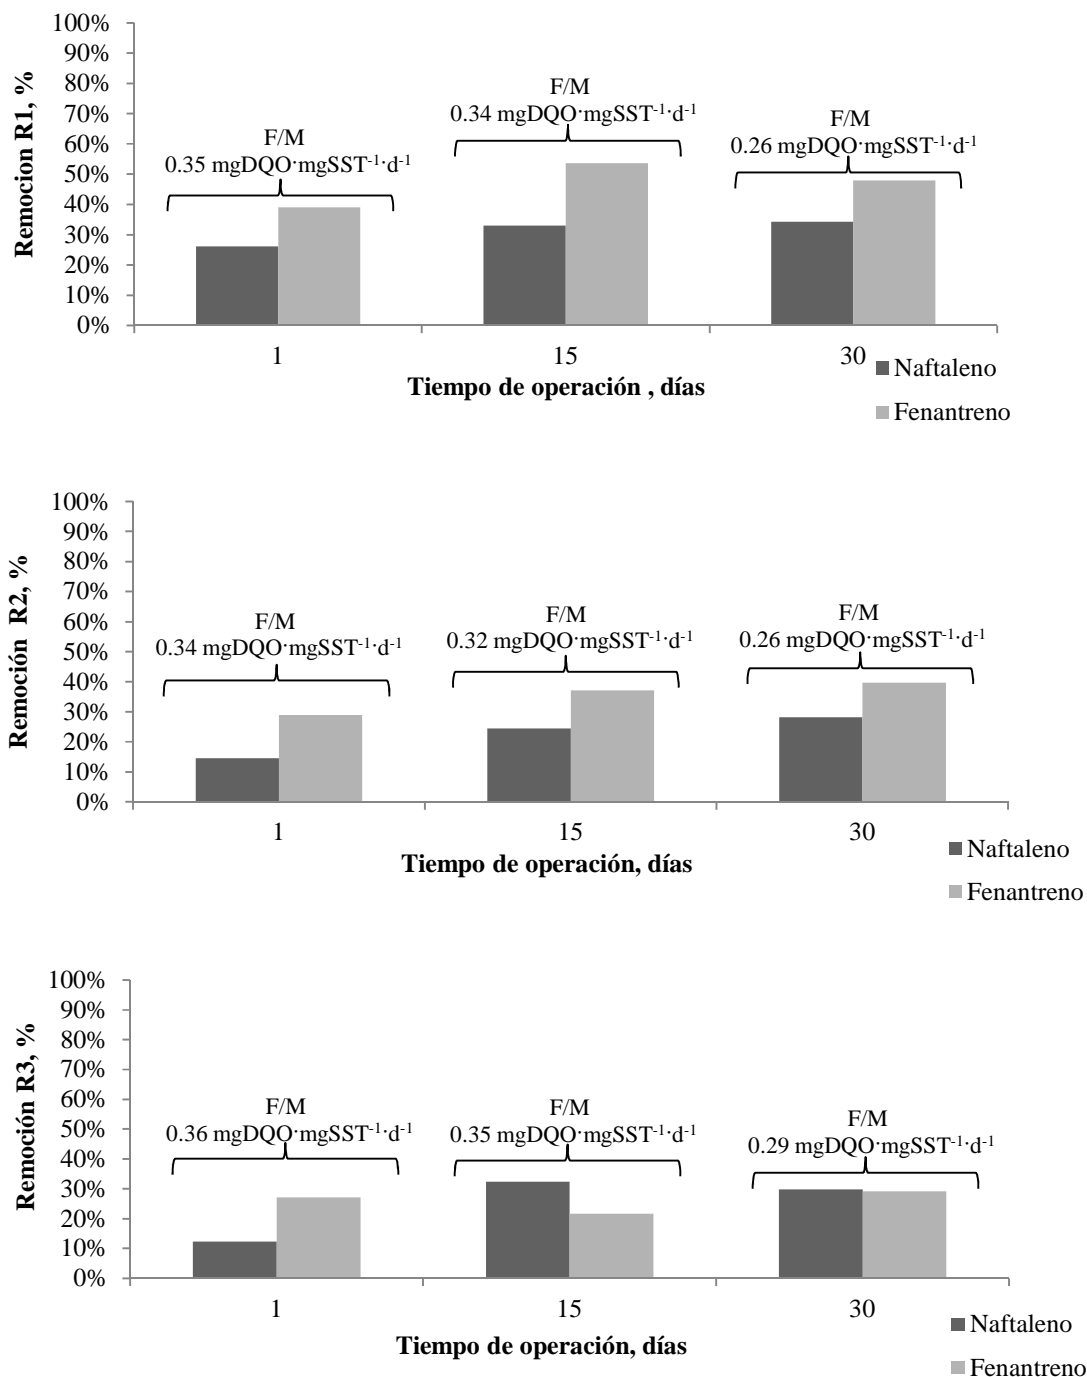 100%
90%
80%
70%
60%
50%
40%
30%
20%
10%
0%
Remocion R1, %
F/M
0.35 mgDQO·mgSST-1·d-1
F/M
0.34 mgDQO·mgSST-1·d-1
F/M
0.26 mgDQO·mgSST-1·d-1
1 15 30
Tiempo de operación , días
Naftaleno
Fenantreno
100%
90%
80%
70%
60%
50%
40%
30%
20%
10%
0%
Remoción R2, %
F/M
0.34 mgDQO·mgSST-1·d-1
F/M
0.32 mgDQO·mgSST-1·d-1
F/M
0.26 mgDQO·mgSST-1·d-1
1 15 30
Tiempo de operación, días
Naftaleno
Fenantreno
100%
90%
80%
70%
60%
50%
40%
30%
20%
10%
0%
Remoción R3, %
F/M
0.36 mgDQO·mgSST-1·d-1
F/M
0.35 mgDQO·mgSST-1·d-1
F/M
0.29 mgDQO·mgSST-1·d-1
1 15 30
Tiempo de operación, días
Naftaleno
Fenantreno